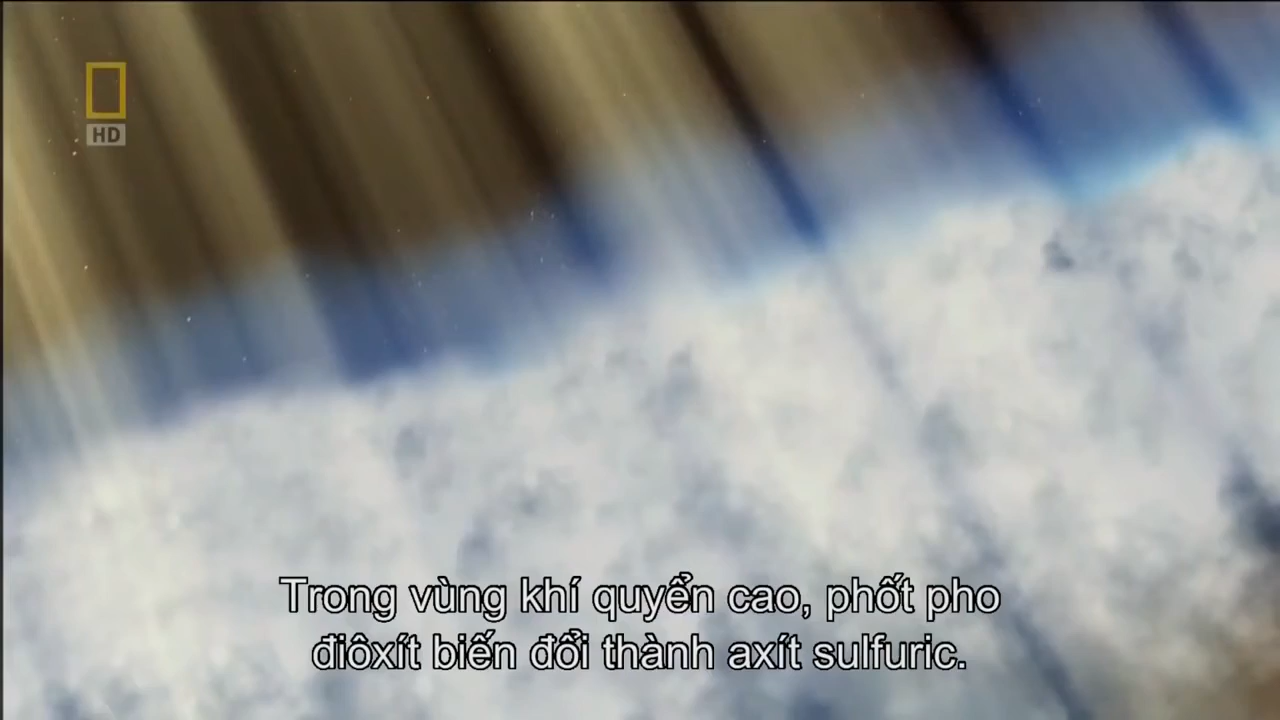 HD
Trong vùng khí quyển cao, phốt pho
điôxít biến đổi thành axít sulfuric.